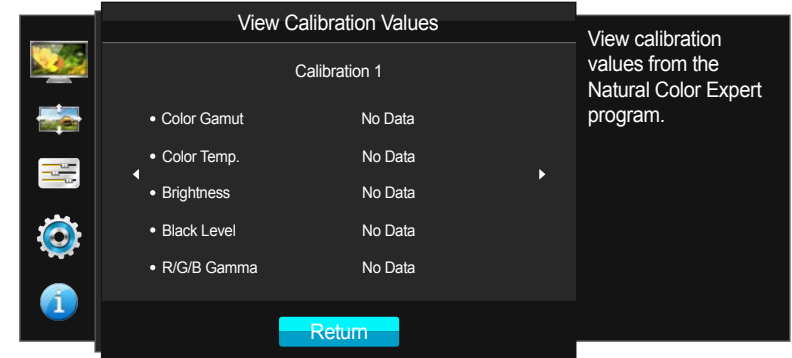 View Calibration Values
Calibration 1
• Color Gamut No Data
• Color Temp. No Data
• Brightness No Data
• Black Level No Data
• R/G/B Gamma No Data
Return
View calibration
values from the
Natural Color Expert
program.